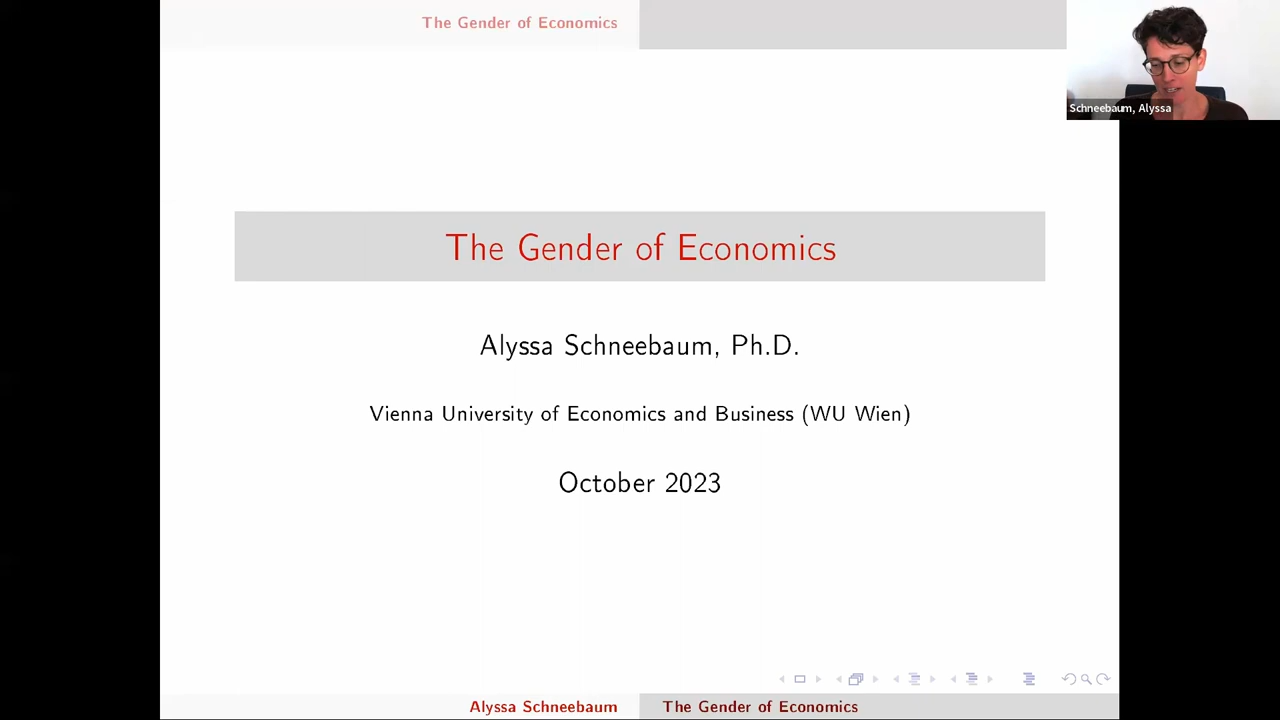 The Gender of Economics
Schneebaum, Alyssa
The Gender of Economics
Alyssa Schneebaum, Ph.D.
Vienna University of Economics and Business (WU Wien)
October 2023
Alyssa Schneebaum
The Gender of Economics